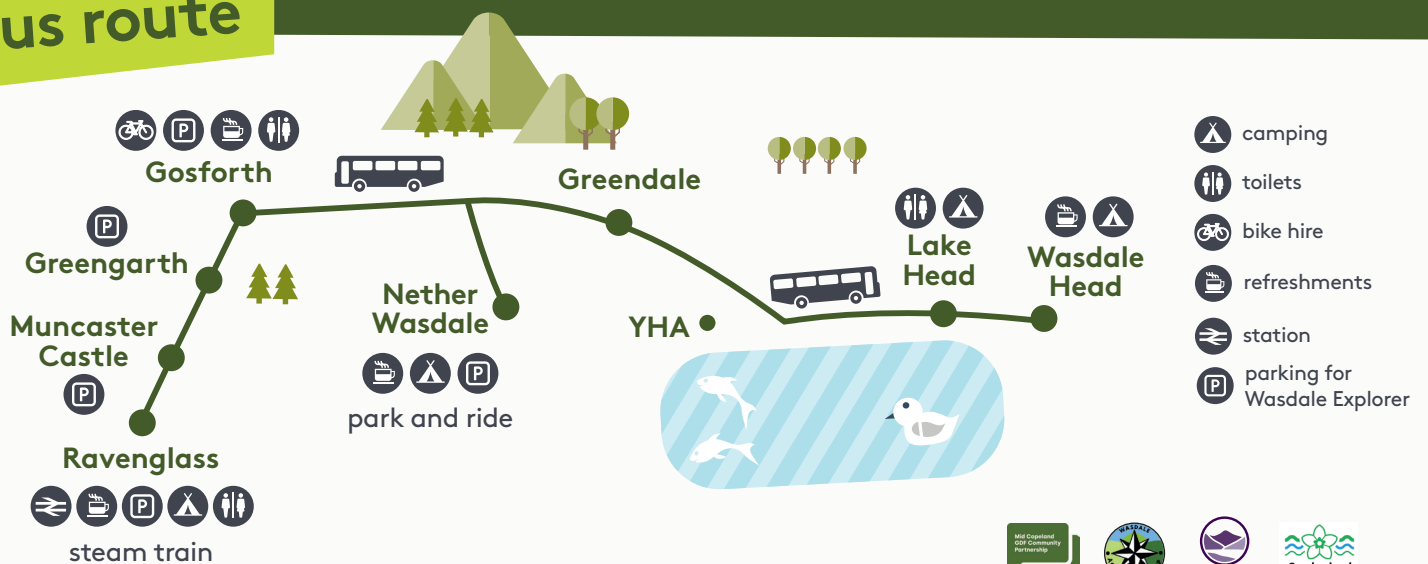 us route
Gosforth
Greendale
Greengarth
Lake
Head
Wasdale
Head
Nether
Wasdale
YHA
Muncaster
Castle
park and ride
Ravenglass
steam train
camping
toilets
bike hire
refreshments
station
parking for
Wasdale Explorer
P
P
P
P
P
P
Mid Copeland
GDF Community
Partnership
WASDALE